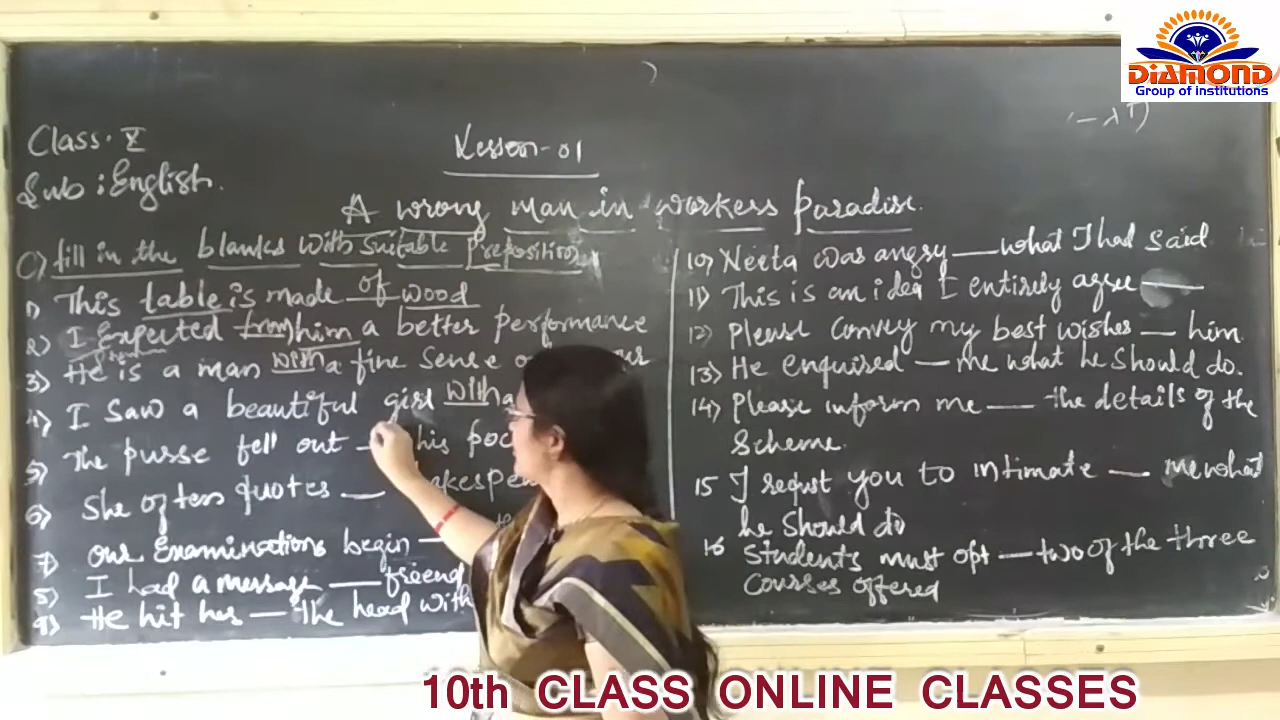 DiAMOND
Group of institutions
Class: X
Sub : English.
Lesson-01
A wrong man in workers paradise.
C) fill in the blanks with suitable preposition
1) This table is made of wood
2) I Expected from him a better performance
3) He is a man with a fine sense
4) I saw a beautiful girl with a
5) The purse fell out his
6) She often quotes
7) our Examinations begin
8) I had a message friend
9) He hit her the head with
10) Neeta was angry what I had said
11) This is an idea I entirely agree
12) Please convey my best wishes him.
13) He enquired me what he should do.
14) Please inform me the details of the
scheme.
15 I requst you to intimate me what
he should do
16 students must opt two of the three
courses offered
10th CLASS ONLINE CLASSES